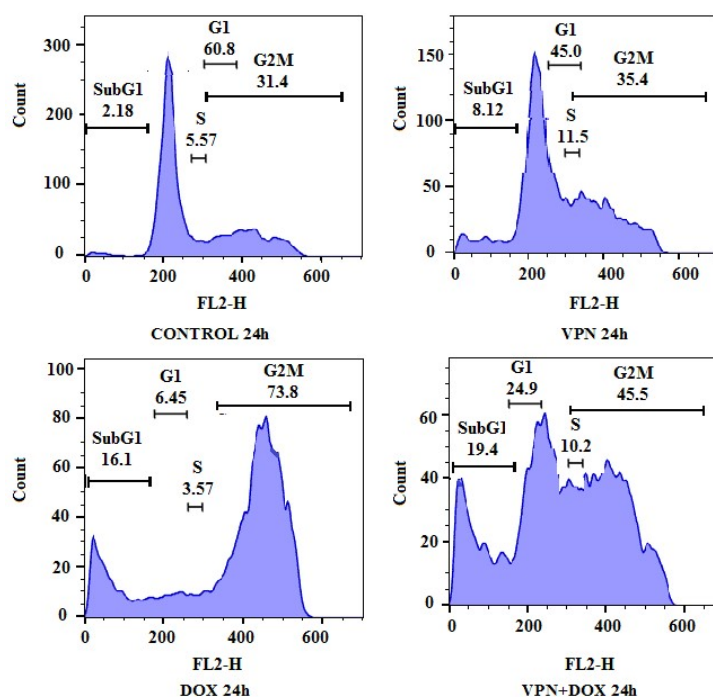 G1
60.8
G2M
31.4
SubG1
2.18
S
5.57
300
200
100
0
Count
0 200 400 600
FL2-H
CONTROL 24h
G1
45.0
G2M
35.4
SubG1
8.12
S
11.5
150
100
50
0
Count
0 200 400 600
FL2-H
VPN 24h
G1
6.45
G2M
73.8
SubG1
16.1
S
3.57
100
80
60
40
20
0
Count
0 200 400 600
FL2-H
DOX 24h
G1
24.9
G2M
45.5
SubG1
19.4
S
10.2
60
40
20
0
Count
0 200 400 600
FL2-H
VPN+DOX 24h